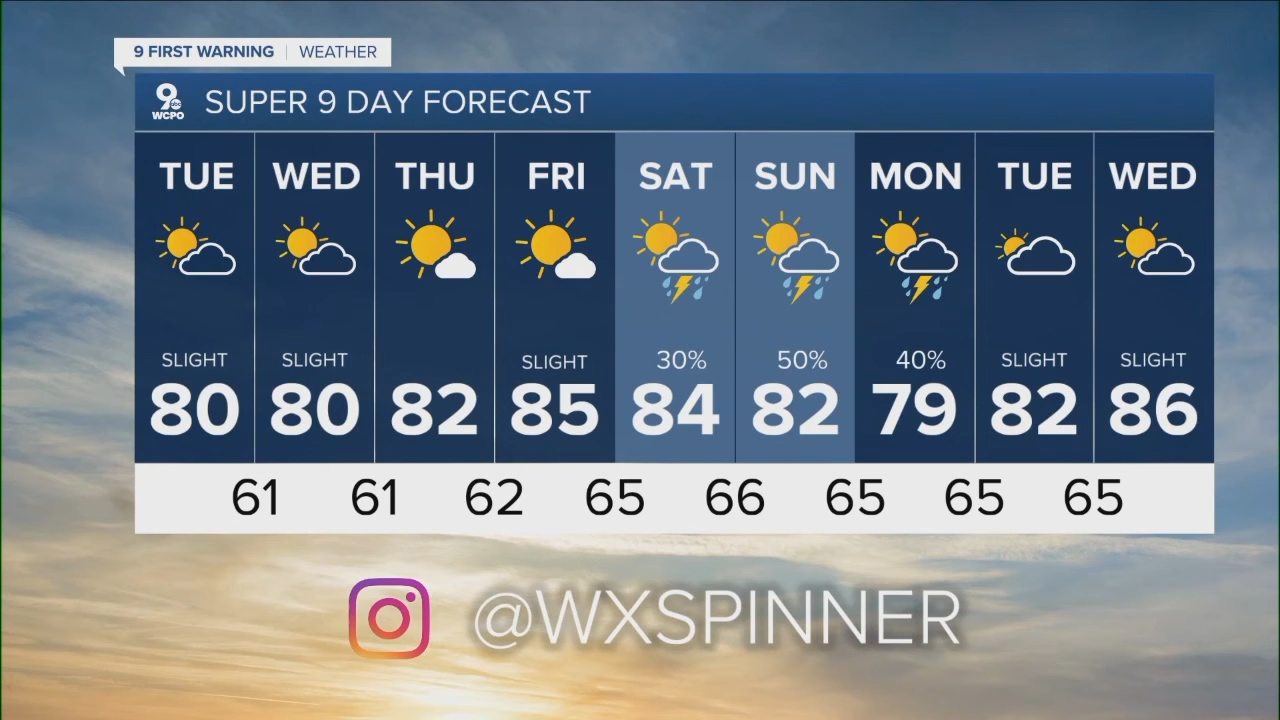 9 FIRST WARNING | WEATHER
9 abc WCPO
SUPER 9 DAY FORECAST
TUE WED THU FRI SAT SUN MON TUE WED
SLIGHT SLIGHT SLIGHT 30% 50% 40% SLIGHT SLIGHT
80 80 82 85 84 82 79 82 86
61 61 62 65 66 65 65 65
@WXSPINNER